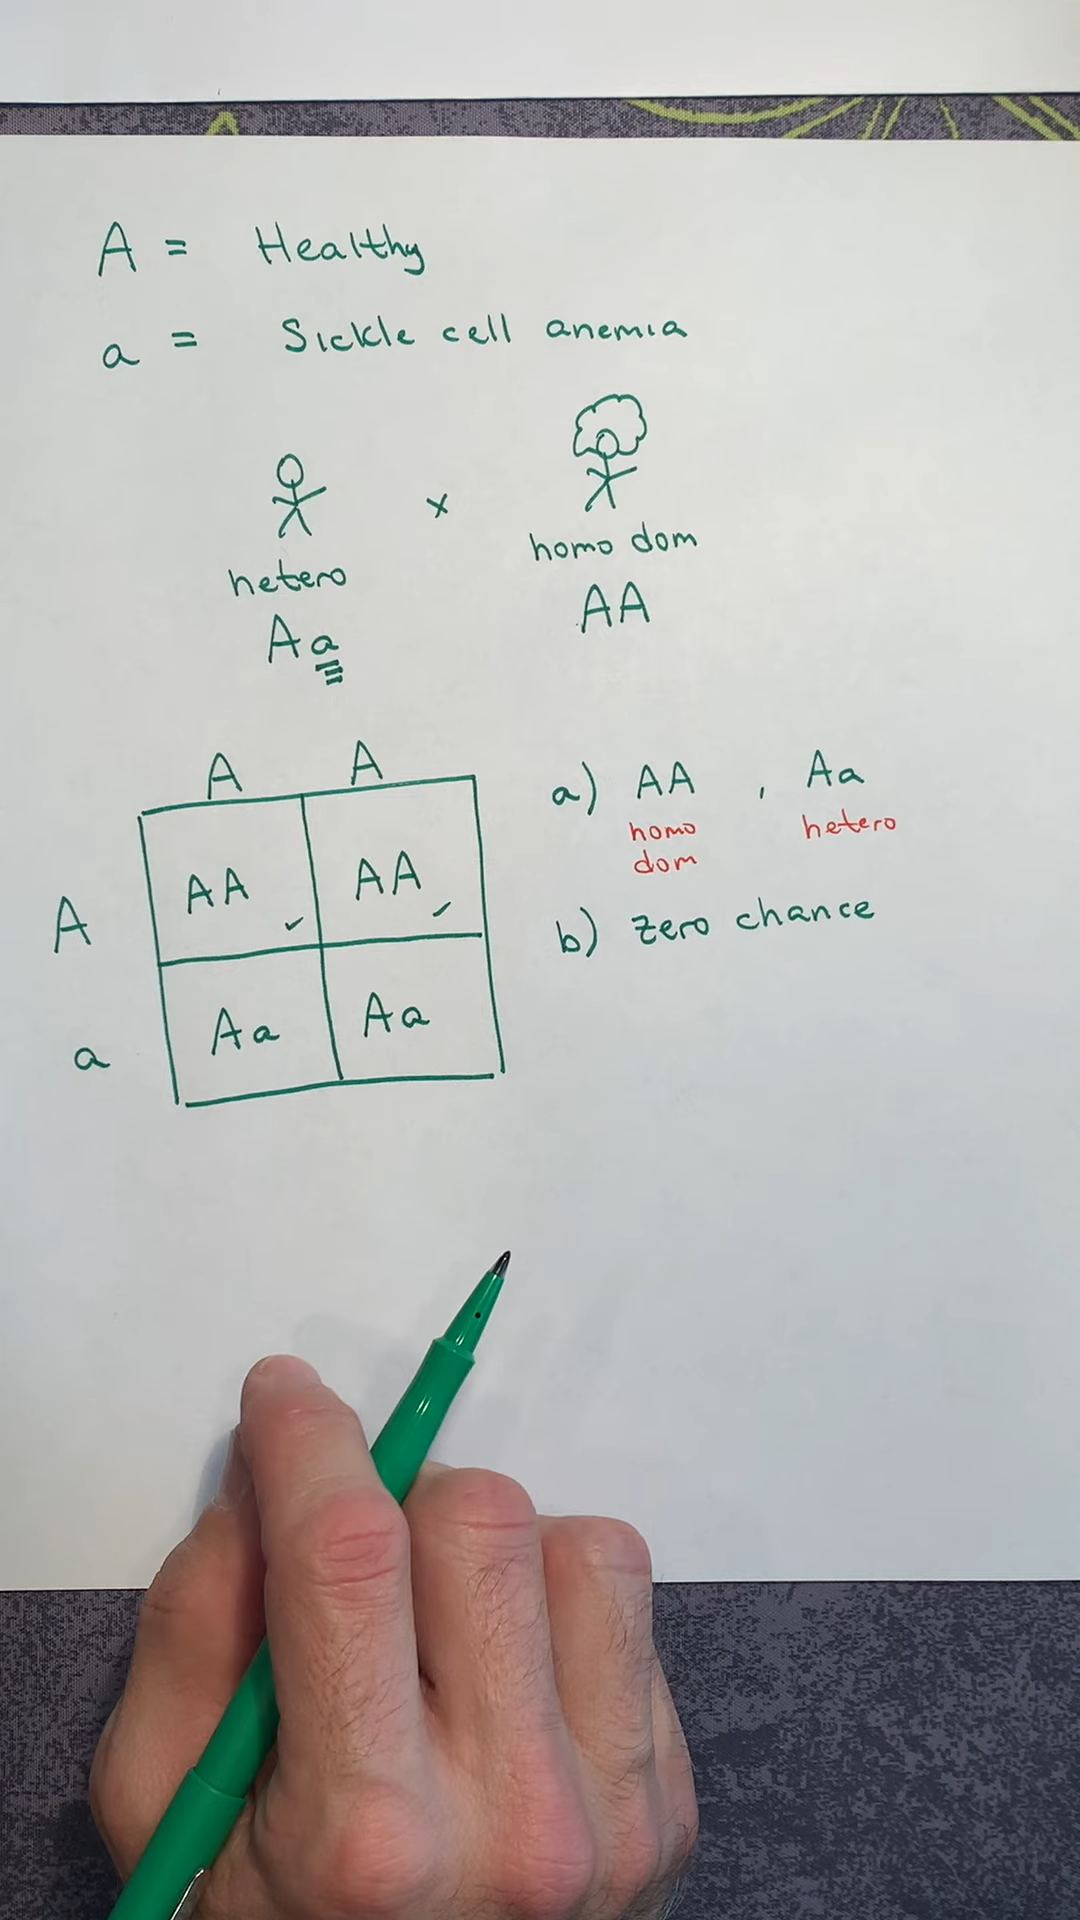 A = Healthy
a = Sickle cell anemia
x
hetero
homo dom
Aa
AA
A A
A AA AA
a Aa Aa
a) AA , Aa
homo dom
hetero
b) zero chance